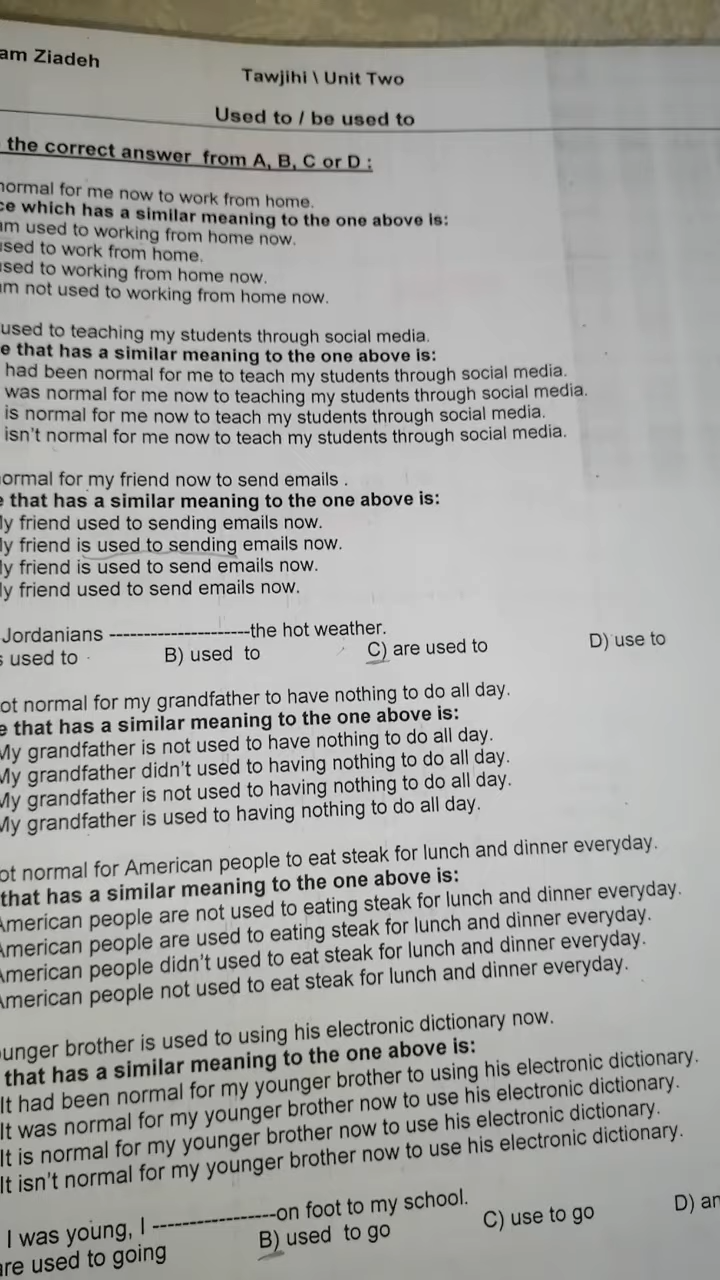 am Ziadeh
Tawjihi \ Unit Two
Used to / be used to
the correct answer from A, B, C or D :
normal for me now to work from home.
ce which has a similar meaning to the one above is:
am used to working from home now.
used to work from home.
used to working from home now.
am not used to working from home now.
used to teaching my students through social media.
e that has a similar meaning to the one above is:
had been normal for me to teach my students through social media.
was normal for me now to teaching my students through social media.
is normal for me now to teach my students through social media.
isn't normal for me now to teach my students through social media.
ormal for my friend now to send emails .
e that has a similar meaning to the one above is:
My friend used to sending emails now.
My friend is used to sending emails now.
My friend is used to send emails now.
My friend used to send emails now.
Jordanians ----------------------the hot weather.
s used to B) used to C) are used to D) use to
ot normal for my grandfather to have nothing to do all day.
e that has a similar meaning to the one above is:
My grandfather is not used to have nothing to do all day.
My grandfather didn't used to having nothing to do all day.
My grandfather is not used to having nothing to do all day.
My grandfather is used to having nothing to do all day.
ot normal for American people to eat steak for lunch and dinner everyday.
that has a similar meaning to the one above is:
American people are not used to eating steak for lunch and dinner everyday.
American people are used to eating steak for lunch and dinner everyday.
American people didn't used to eat steak for lunch and dinner everyday.
American people not used to eat steak for lunch and dinner everyday.
unger brother is used to using his electronic dictionary now.
that has a similar meaning to the one above is:
It had been normal for my younger brother to using his electronic dictionary.
It was normal for my younger brother now to use his electronic dictionary.
It is normal for my younger brother now to use his electronic dictionary.
It isn't normal for my younger brother now to use his electronic dictionary.
I was young, I ------------------on foot to my school.
are used to going B) used to go C) use to go D) am